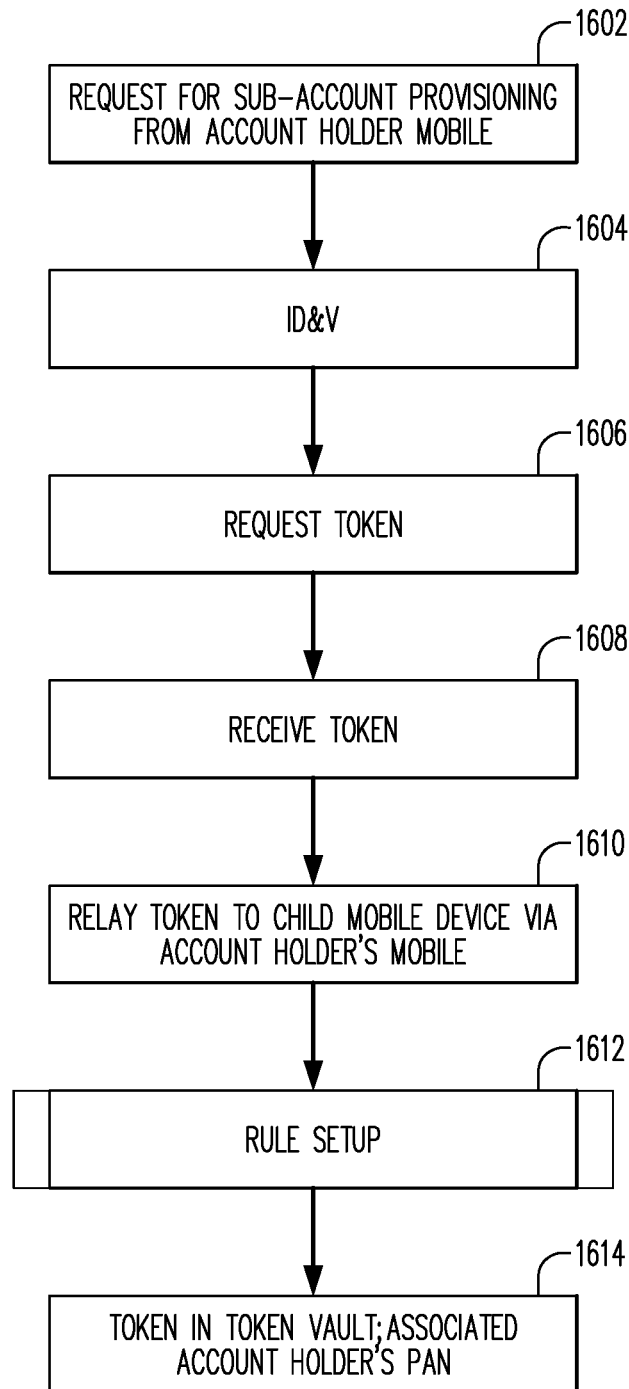 1602
REQUEST FOR SUB-ACCOUNT PROVISIONING
FROM ACCOUNT HOLDER MOBILE
1604
ID&V
1606
REQUEST TOKEN
1608
RECEIVE TOKEN
1610
RELAY TOKEN TO CHILD MOBILE DEVICE VIA
ACCOUNT HOLDER'S MOBILE
1612
RULE SETUP
1614
TOKEN IN TOKEN VAULT;ASSOCIATED
ACCOUNT HOLDER'S PAN